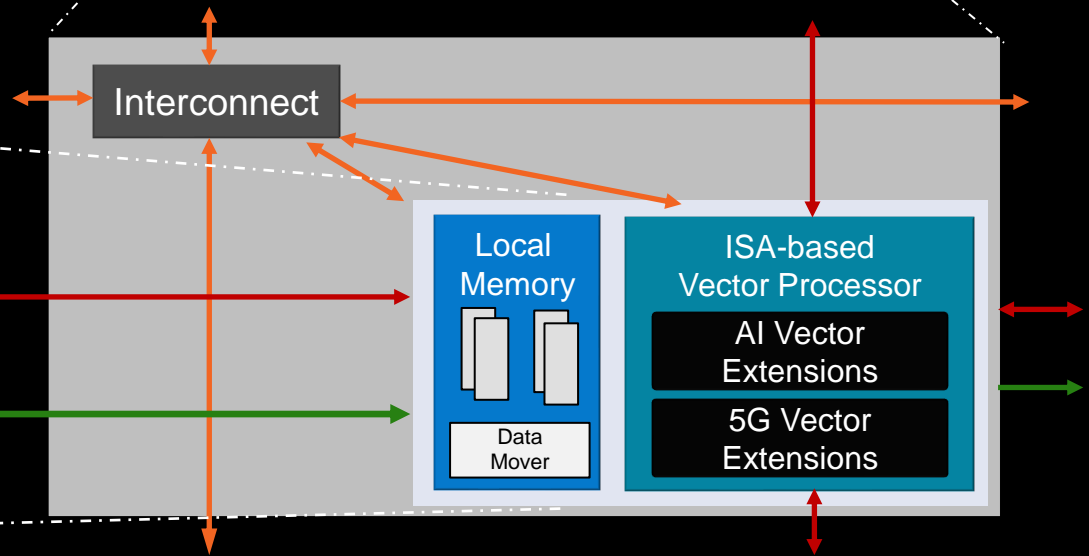 Interconnect
Local
Memory
Data
Mover
ISA-based
Vector Processor
AI Vector
Extensions
5G Vector
Extensions